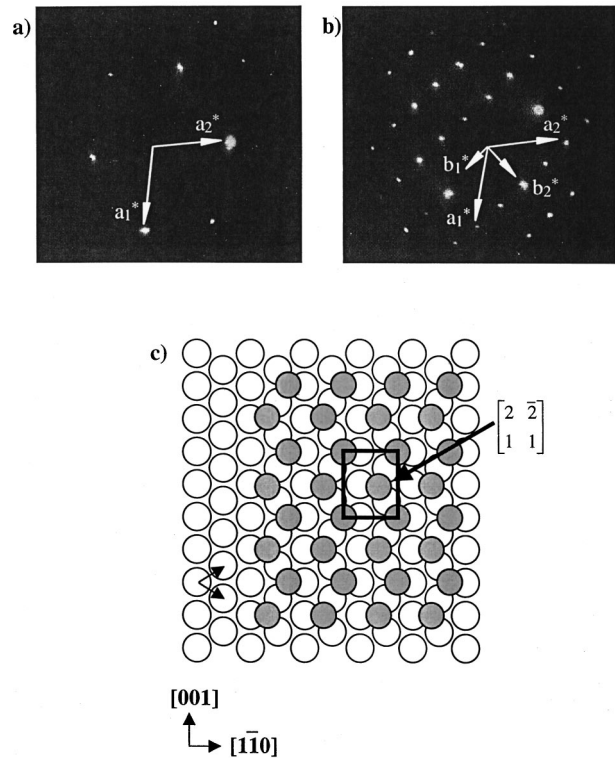 a)
a₂*
a₁*
b)
a₂*
b₁*
b₂*
a₁*
c)
2 2̅
1 1
[001]
[11̅0]